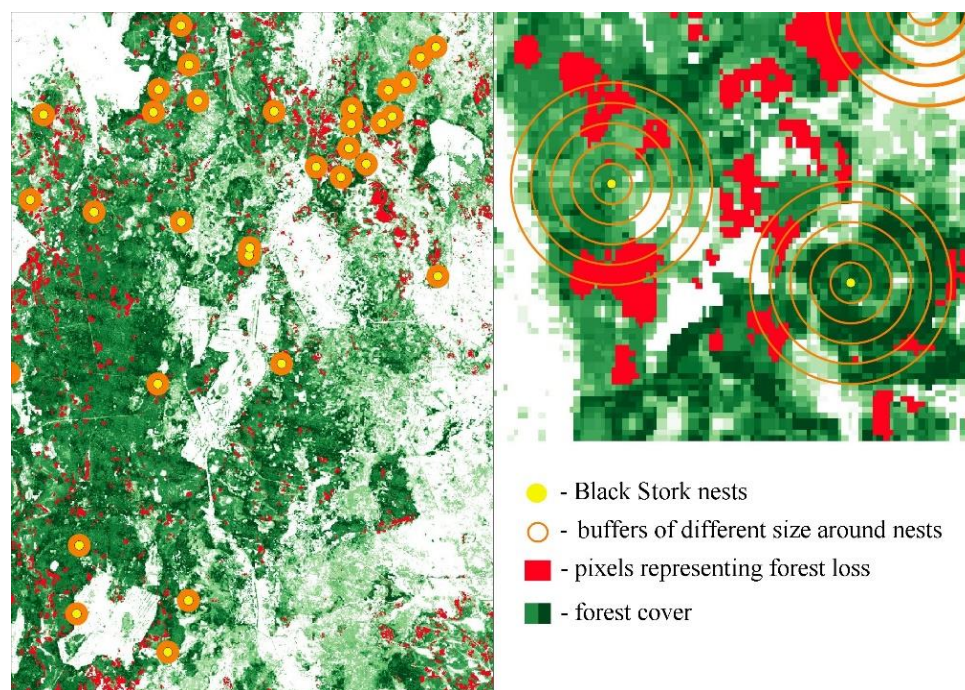 - Black Stork nests
- buffers of different size around nests
- pixels representing forest loss
- forest cover